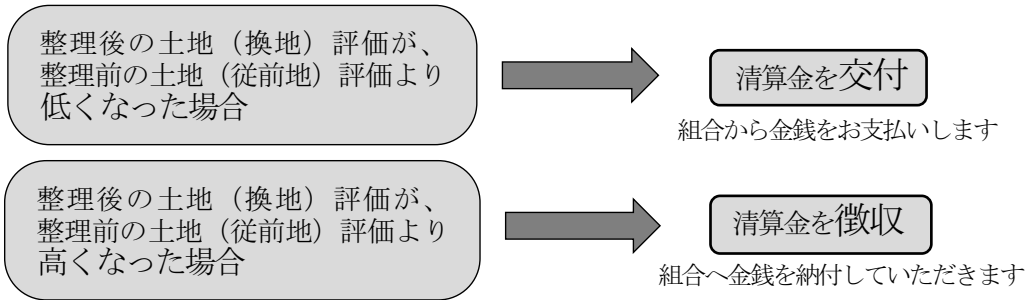 整理後の土地（換地）評価が、
整理前の土地（従前地）評価より
低くなった場合
清算金を交付
組合から金銭をお支払いします
整理後の土地（換地）評価が、
整理前の土地（従前地）評価より
高くなった場合
清算金を徴収
組合へ金銭を納付していただきます